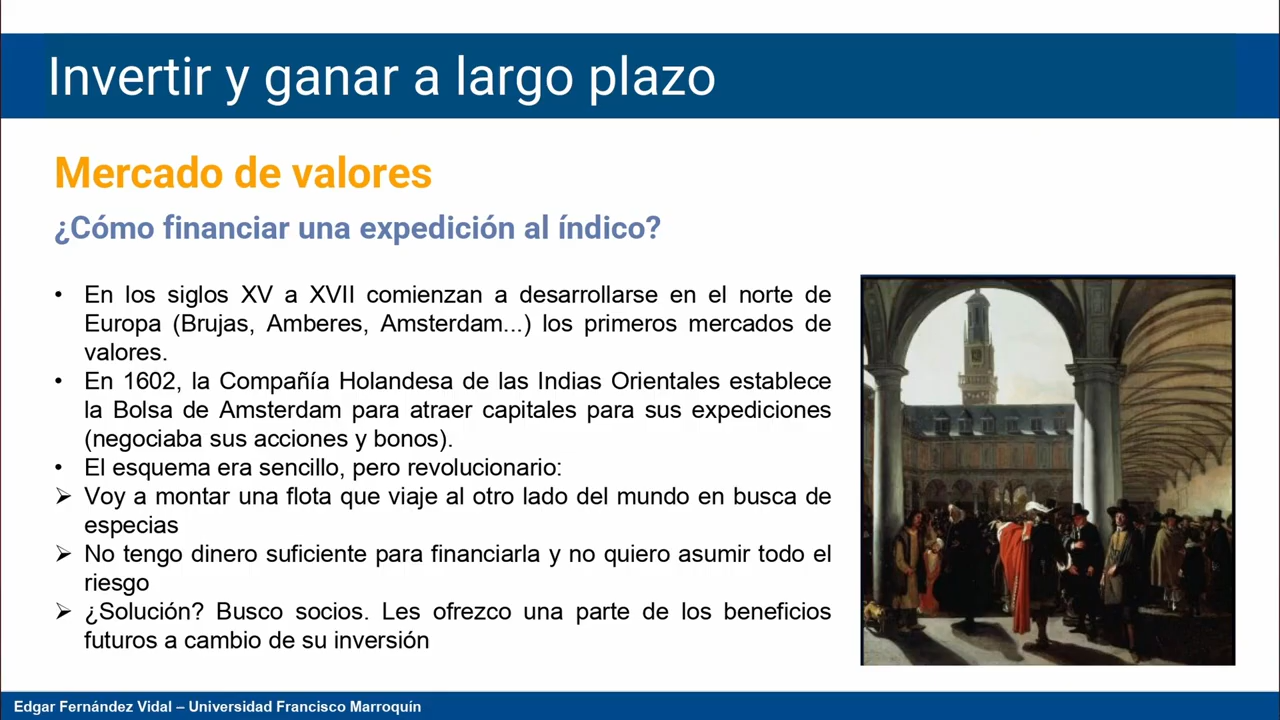 Invertir y ganar a largo plazo
Mercado de valores
¿Cómo financiar una expedición al índico?
• En los siglos XV a XVII comienzan a desarrollarse en el norte de
Europa (Brujas, Amberes, Amsterdam...) los primeros mercados de
valores.
• En 1602, la Compañía Holandesa de las Indias Orientales establece
la Bolsa de Amsterdam para atraer capitales para sus expediciones
(negociaba sus acciones y bonos).
• El esquema era sencillo, pero revolucionario:
➢ Voy a montar una flota que viaje al otro lado del mundo en busca de
especias
➢ No tengo dinero suficiente para financiarla y no quiero asumir todo el
riesgo
➢ ¿Solución? Busco socios. Les ofrezco una parte de los beneficios
futuros a cambio de su inversión
Edgar Fernández Vidal – Universidad Francisco Marroquín